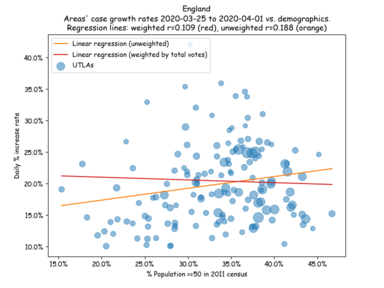 England
Areas' case growth rates 2020-03-25 to 2020-04-01 vs. demographics.
Regression lines: weighted r=0.109 (red), unweighted r=0.188 (orange)
Linear regression (unweighted)
Linear regression (weighted by total votes)
UTLAs
Daily % increase rate
40.0%
35.0%
30.0%
25.0%
20.0%
15.0%
10.0%
15.0% 20.0% 25.0% 30.0% 35.0% 40.0% 45.0%
% Population >=50 in 2011 census